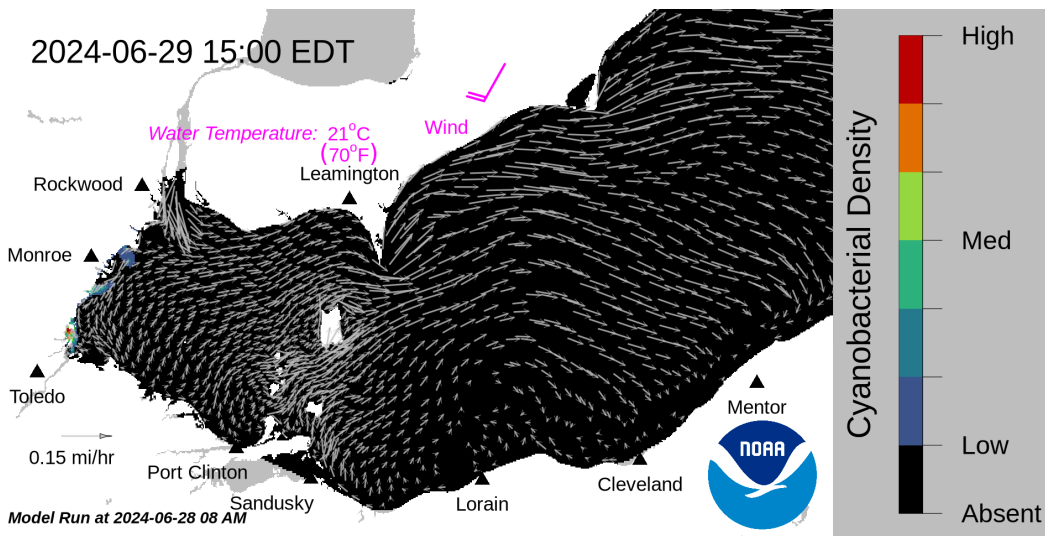 2024-06-29 15:00 EDT
Water Temperature: 21°C
(70°F)
Wind
Leamington
Rockwood
Monroe
Toledo
0.15 mi/hr
Port Clinton
Sandusky
Lorain
Cleveland
Mentor
NOAA
Model Run at 2024-06-28 08 AM
Cyanobacterial Density
High
Med
Low
Absent